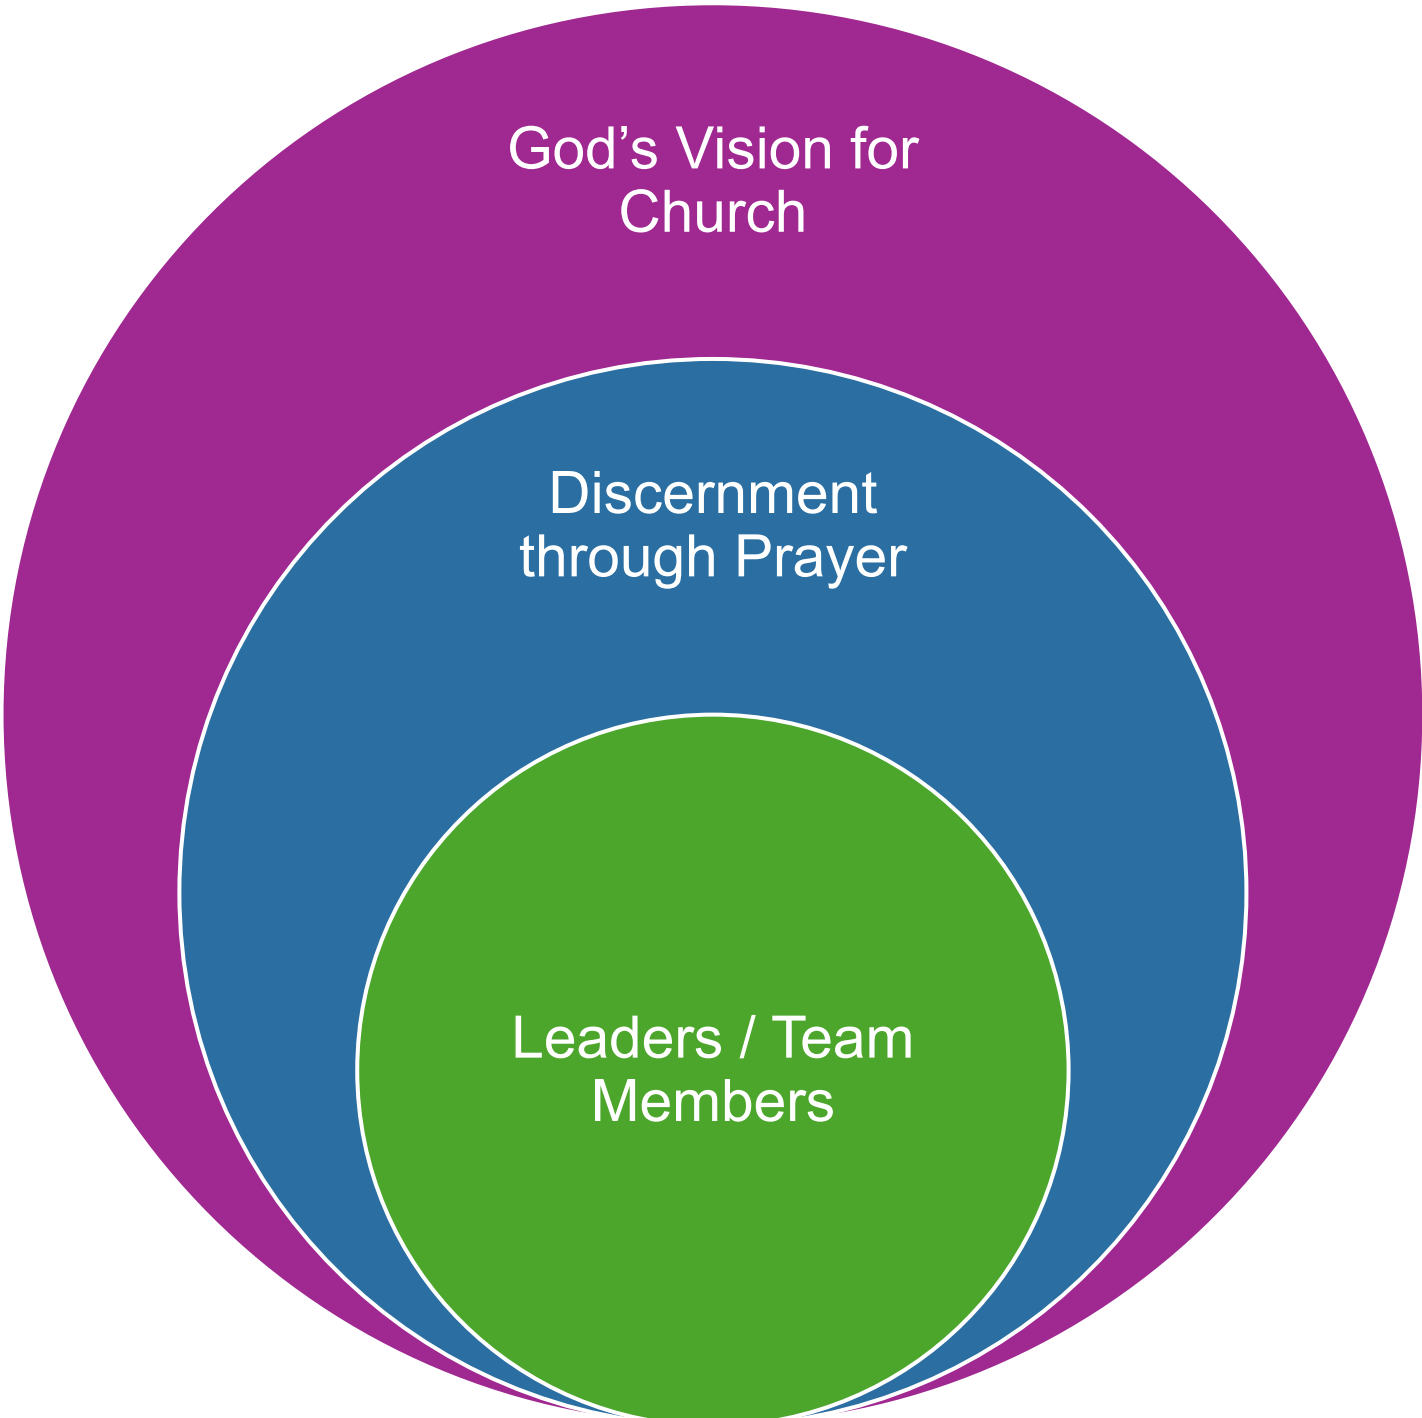 God’s Vision for
Church
Discernment
through Prayer
Leaders / Team
Members